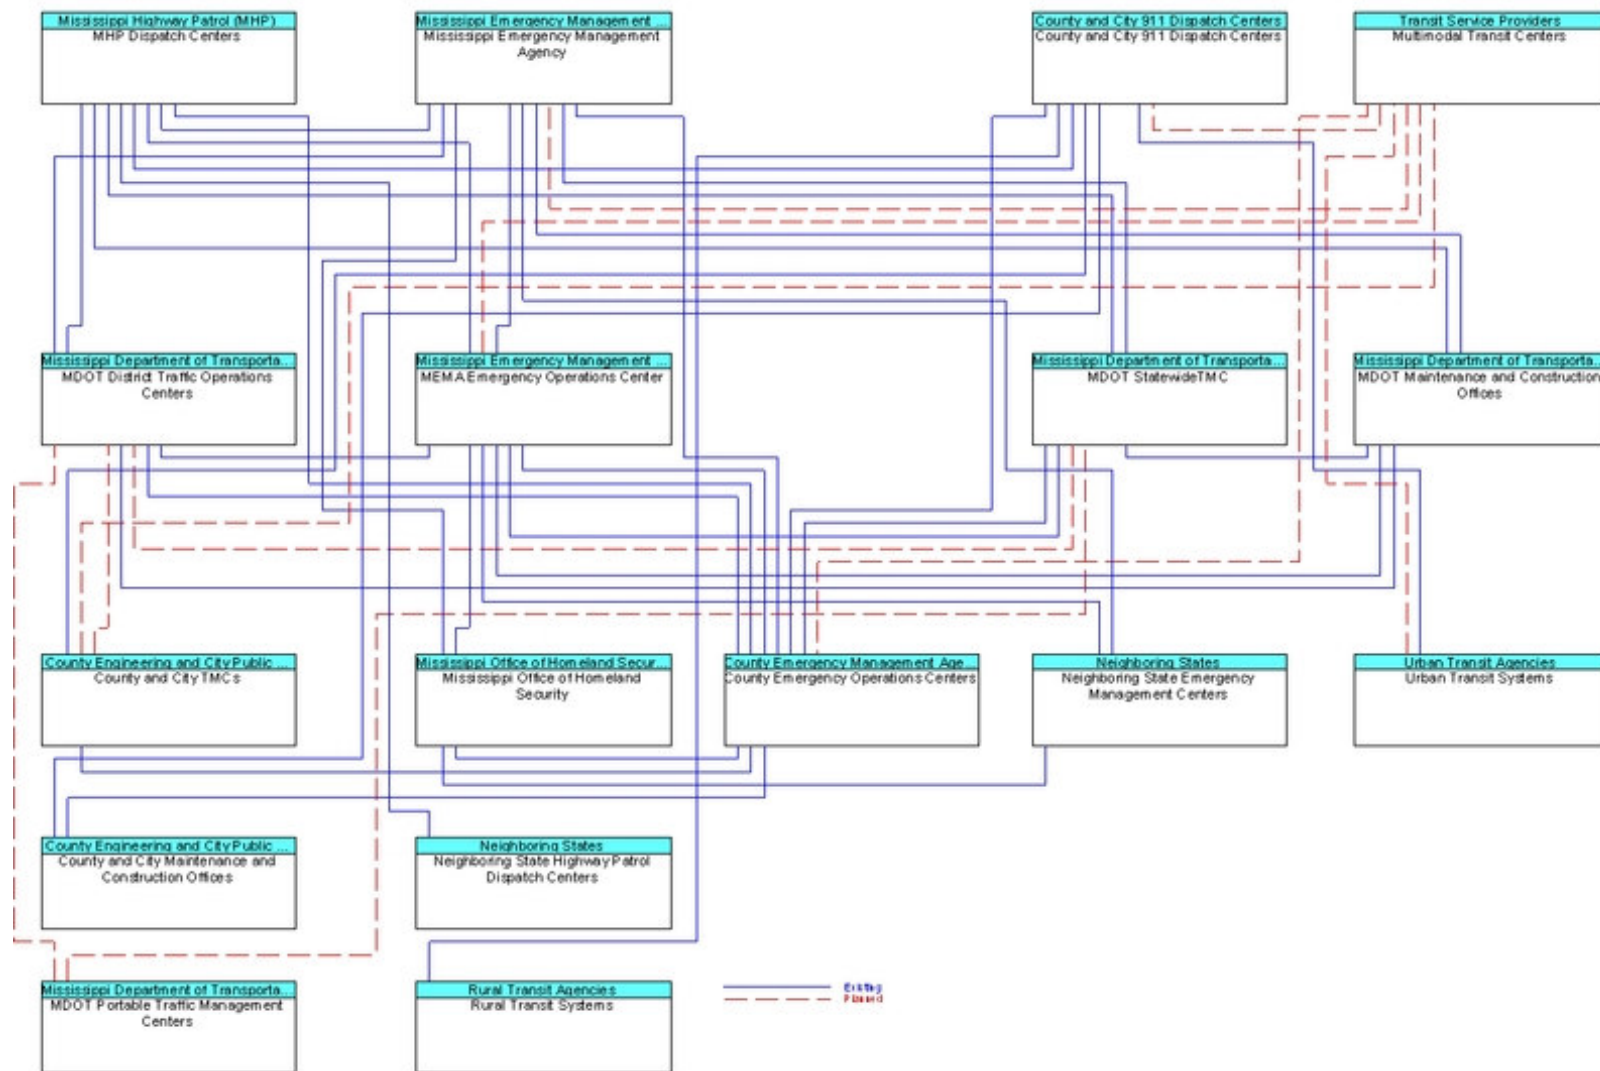 Mississippi Highway Patrol (MHP)
MHP Dispatch Centers
Mississippi Emergency Management ...
Mississippi Emergency Management
Agency
County and City 911 Dispatch Centers
County and City 911 Dispatch Centers
Transit Service Providers
Multimodal Transit Centers
Mississippi Department of Transporta...
MDOT District Traffic Operations
Centers
Mississippi Emergency Management ...
MEMA Emergency Operations Center
Mississippi Department of Transporta...
MDOT StatewideTMC
Mississippi Department of Transporta...
MDOT Maintenance and Construction
Offices
County Engineering and City Public ...
County and City TMCs
Mississippi Office of Homeland Secur...
Mississippi Office of Homeland
Security
County Emergency Management Age...
County Emergency Operations Centers
Neighboring States
Neighboring State Emergency
Management Centers
Urban Transit Agencies
Urban Transit Systems
County Engineering and City Public ...
County and City Maintenance and
Construction Offices
Neighboring States
Neighboring State Highway Patrol
Dispatch Centers
Mississippi Department of Transporta...
MDOT Portable Traffic Management
Centers
Rural Transit Agencies
Rural Transit Systems
Existing
Planned